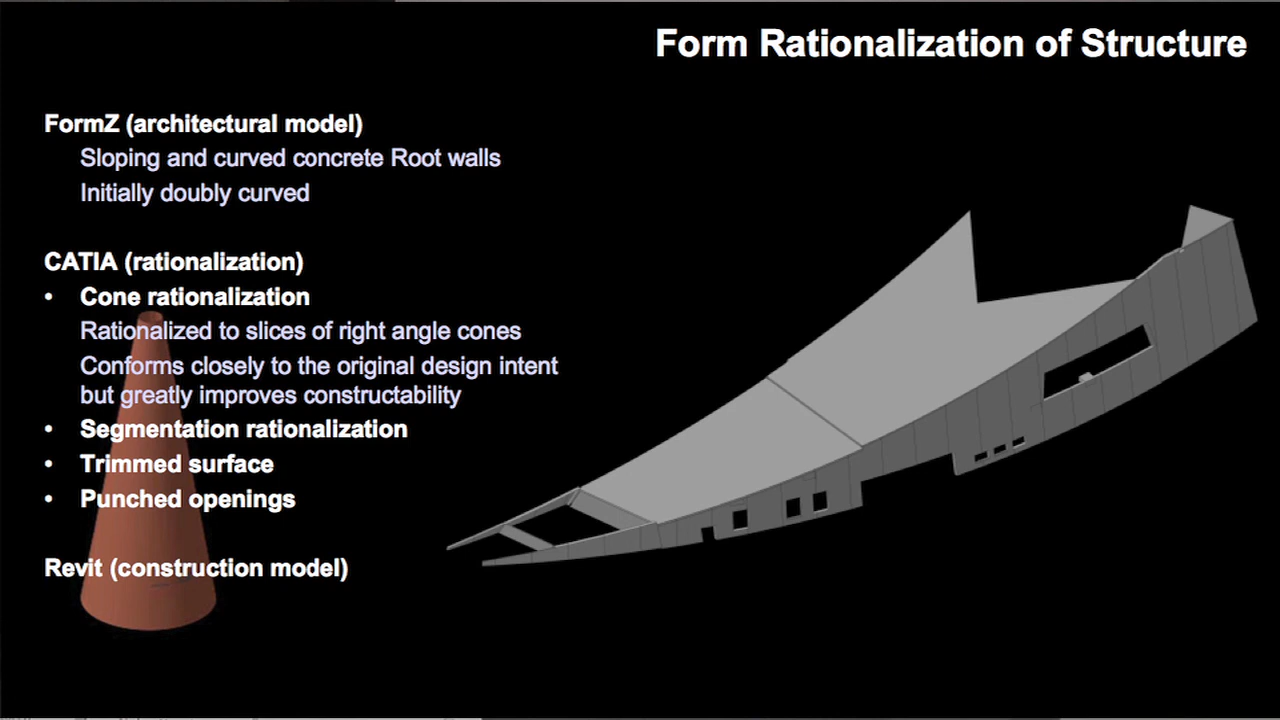 Form Rationalization of Structure
FormZ (architectural model)
Sloping and curved concrete Root walls
Initially doubly curved
CATIA (rationalization)
• Cone rationalization
Rationalized to slices of right angle cones
Conforms closely to the original design intent
but greatly improves constructability
• Segmentation rationalization
• Trimmed surface
• Punched openings
Revit (construction model)